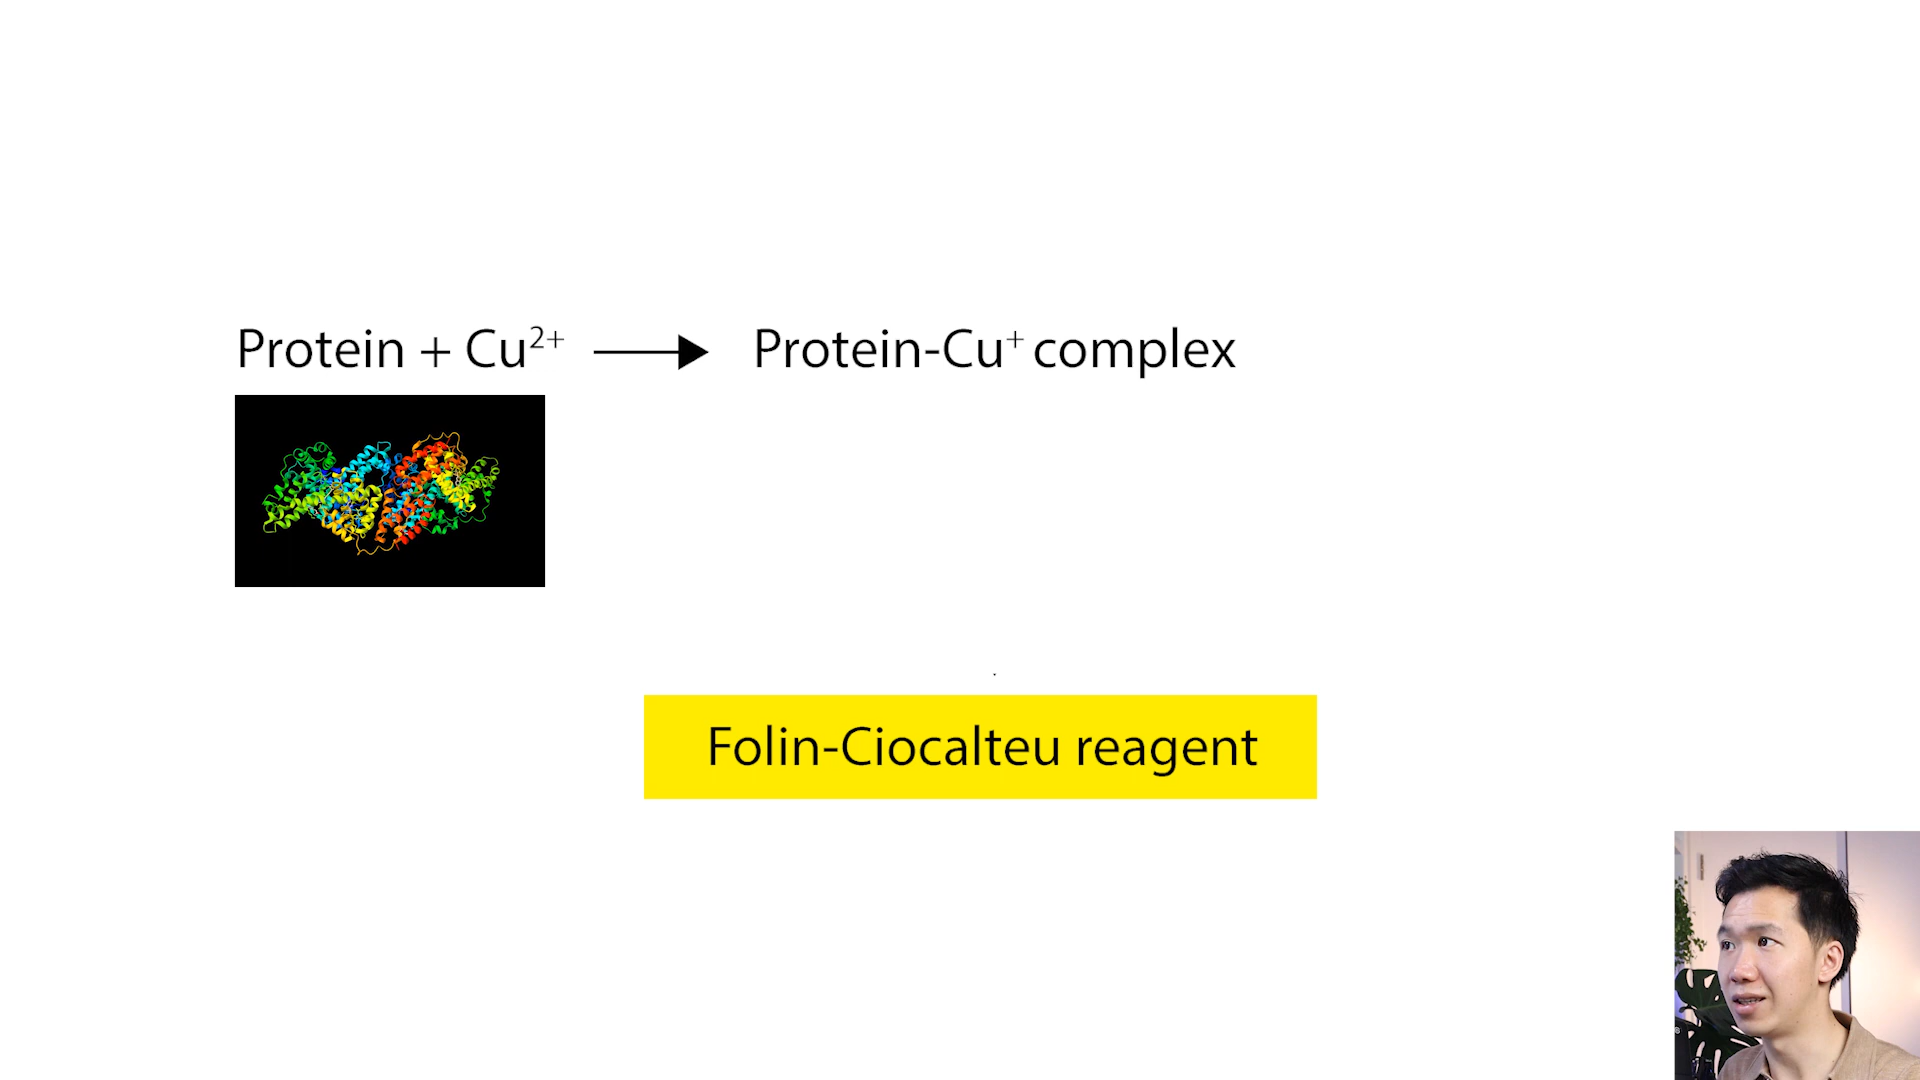 Protein + Cu²⁺ ⟶ Protein-Cu⁺ complex
Folin-Ciocalteu reagent